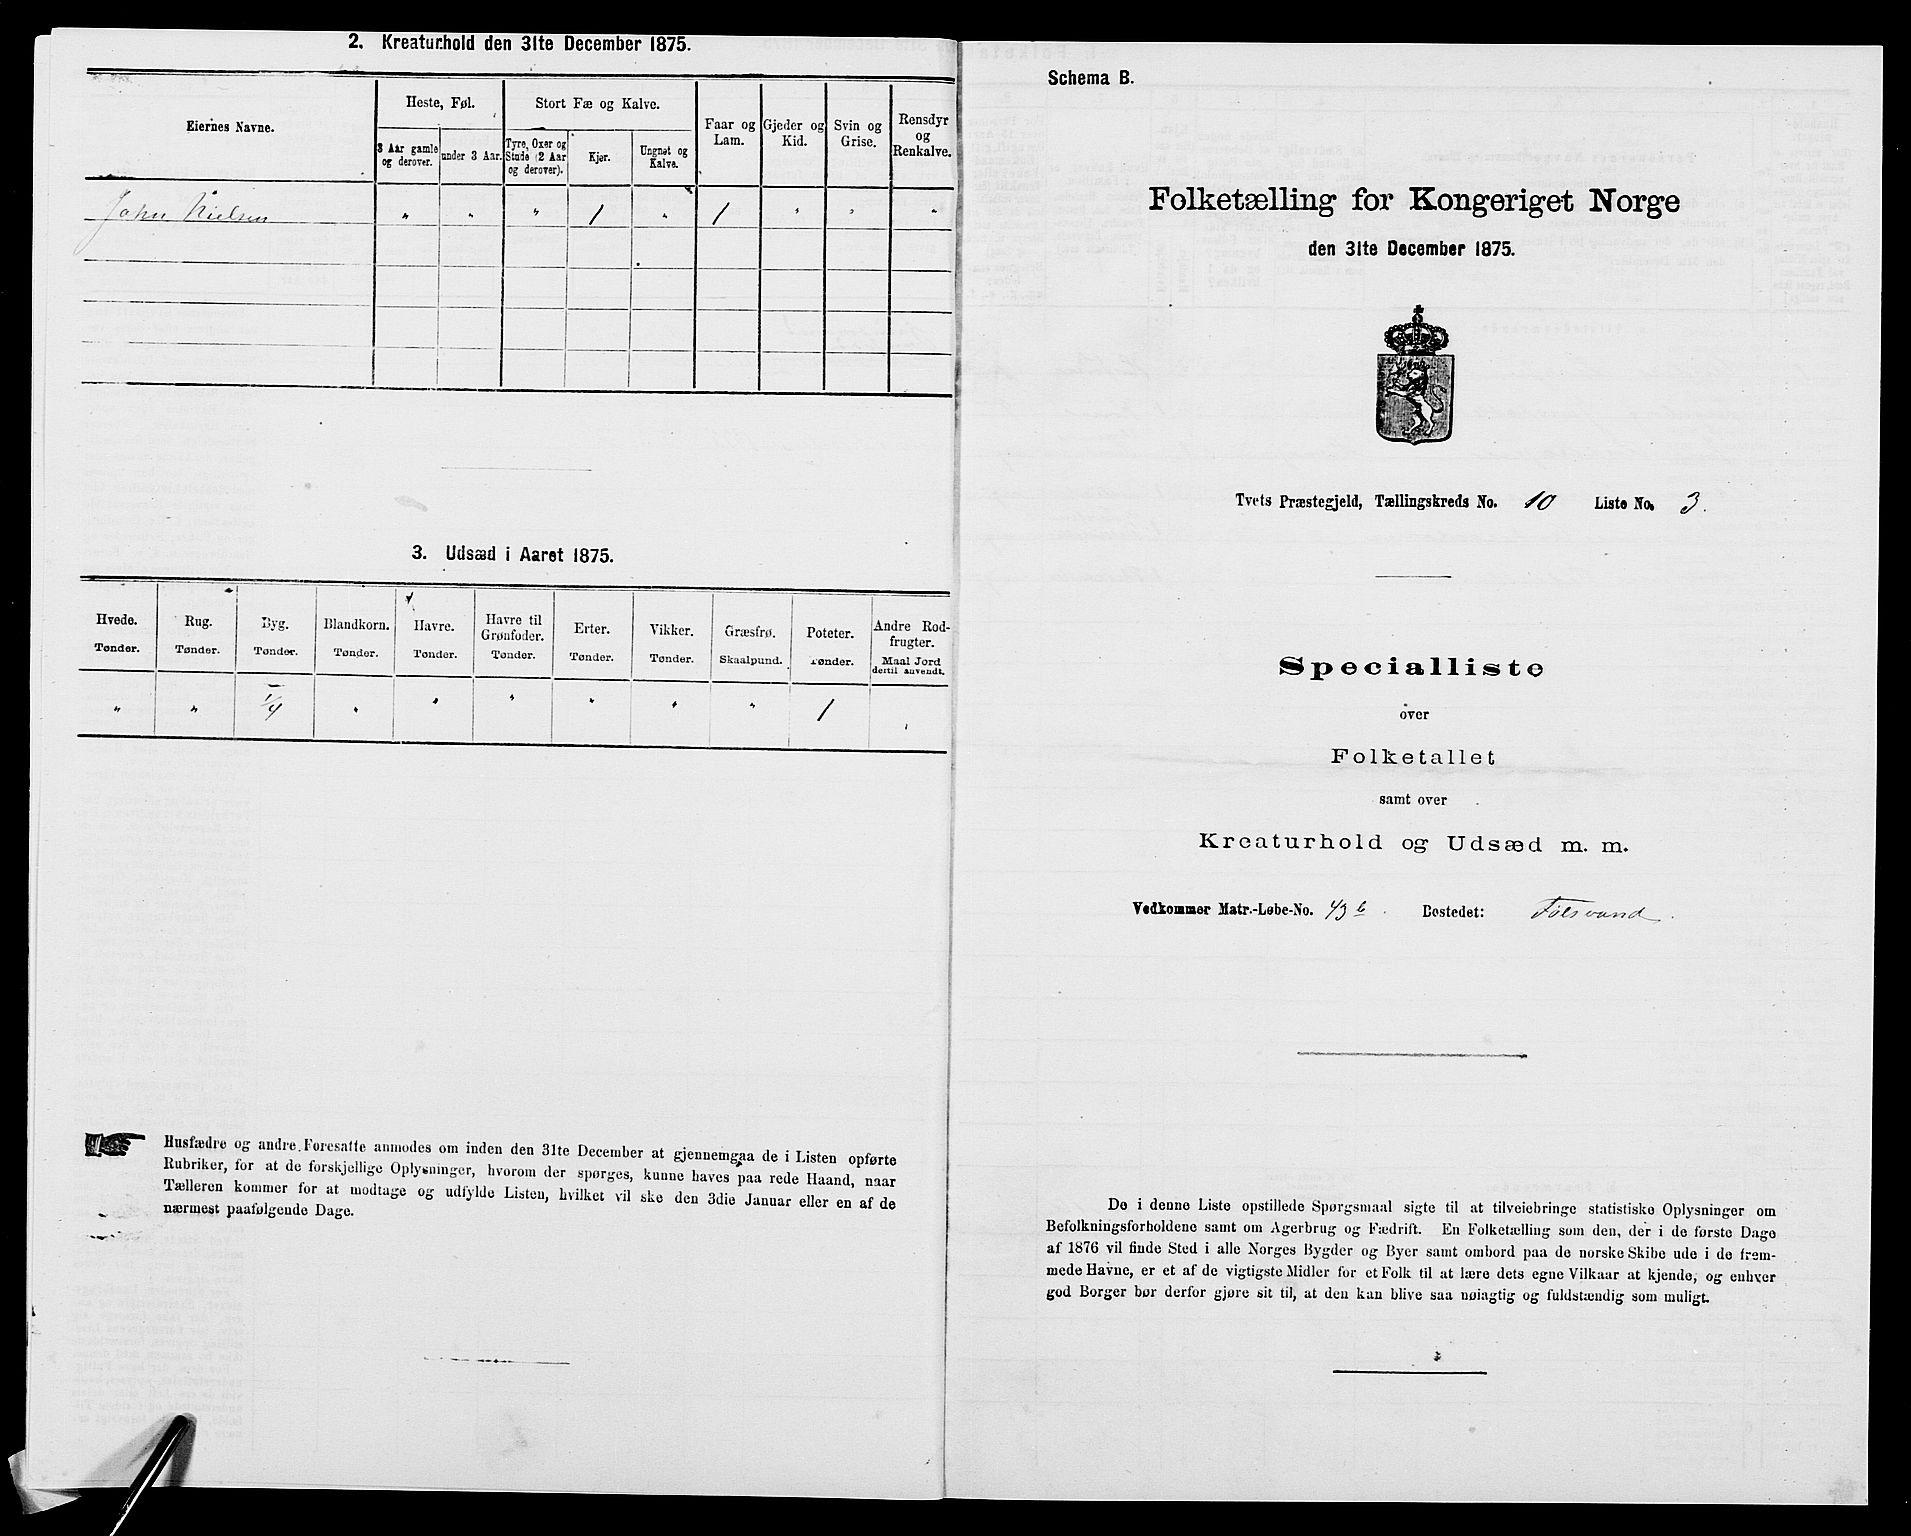 2. Kreaturhold den 31te December 1875.
Eiernes Navne.
Heste, Føl.
Stort Fæ og Kalve.
Faar og Lam.
Gjeder og Kid.
Svin og Grise.
Rensdyr og Renkalve.
3 Aar gamle og derover.
under 3 Aar.
Tyre, Oxer og Stude (2 Aar og derover).
Kjør.
Ungnøt og Kalve.
John Nielsen " " " 1 " 1 " " "
3. Udsæd i Aaret 1875.
Hvede. Rug. Byg. Blandkorn. Havre. Havre til Grønfoder. Erter. Vikker. Græsfrø. Poteter. Andre Rodfrugter.
Tønder. Tønder. Tønder. Tønder. Tønder. Tønder. Tønder. Tønder. Skaalpund. Tønder. Maal Jord dertil anvendt.
" " 1/4 " " " " " " 1 "
Husfædre og andre Foresatte anmodes om inden den 31te December at gjennemgaa de i Listen opførte
Rubriker, for at de forskjellige Oplysninger, hvorom der spørges, kunne haves paa rede Haand, naar
Tælleren kommer for at modtage og udfylde Listen, hvilket vil ske den 3die Januar eller en af de
nærmest paafølgende Dage.
Schema B.
Folketælling for Kongeriget Norge
den 31te December 1875.
Tvets Præstegjeld, Tællingskreds No. 10 Liste No. 3.
Specialliste
over
Folketallet
samt over
Kreaturhold og Udsæd m. m.
Vedkommer Matr.-Løbe-No. 43 b. Bostedet: Følsvand.
De i denne Liste opstillede Spørgsmaal sigte til at tilveiebringe statistiske Oplysninger om
Befolkningsforholdene samt om Agerbrug og Fædrift. En Folketælling som den, der i de første Dage
af 1876 vil finde Sted i alle Norges Bygder og Byer samt ombord paa de norske Skibe ude i de frem-
mede Havne, er et af de vigtigste Midler for et Folk til at lære dets egne Vilkaar at kjende, og enhver
god Borger bør derfor gjøre sit til, at den kan blive saa nøiagtig og fuldstændig som muligt.